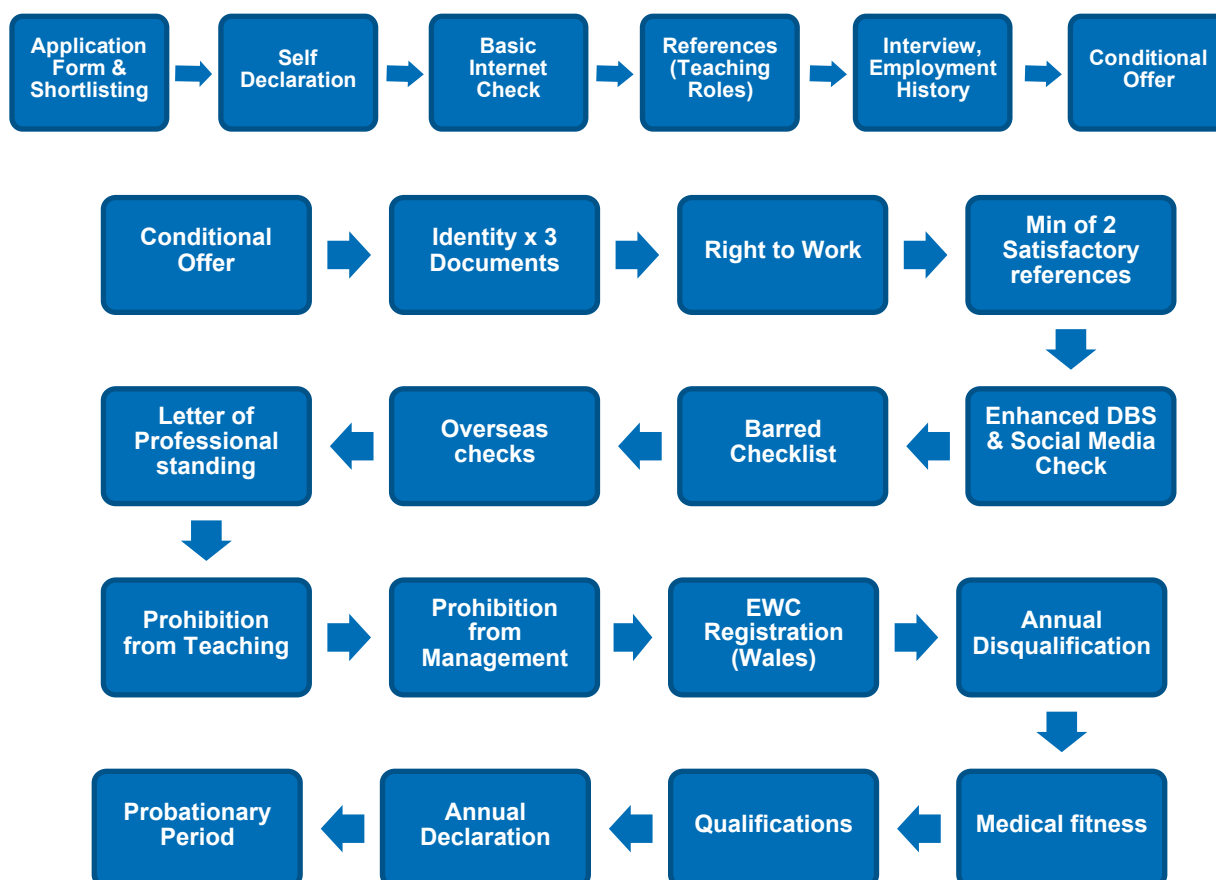 Application
Form &
Shortlisting
Self
Declaration
Basic
Internet
Check
References
(Teaching
Roles)
Interview,
Employment
History
Conditional
Offer
Conditional
Offer
Identity x 3
Documents
Right to Work
Min of 2
Satisfactory
references
Enhanced DBS
& Social Media
Check
Barred
Checklist
Overseas
checks
Letter of
Professional
standing
Prohibition
from Teaching
Prohibition
from
Management
EWC
Registration
(Wales)
Annual
Disqualification
Medical fitness
Qualifications
Annual
Declaration
Probationary
Period